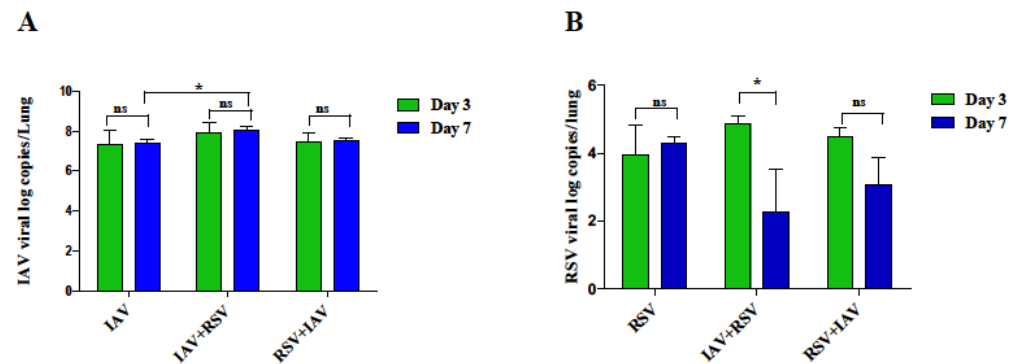 A
IAV viral log copies/Lung
10
8
6
4
2
0
ns
*
ns
ns
Day 3
Day 7
IAV
IAV+RSV
RSV+IAV
B
RSV viral log copies/lung
6
4
2
0
ns
*
ns
Day 3
Day 7
RSV
IAV+RSV
RSV+IAV